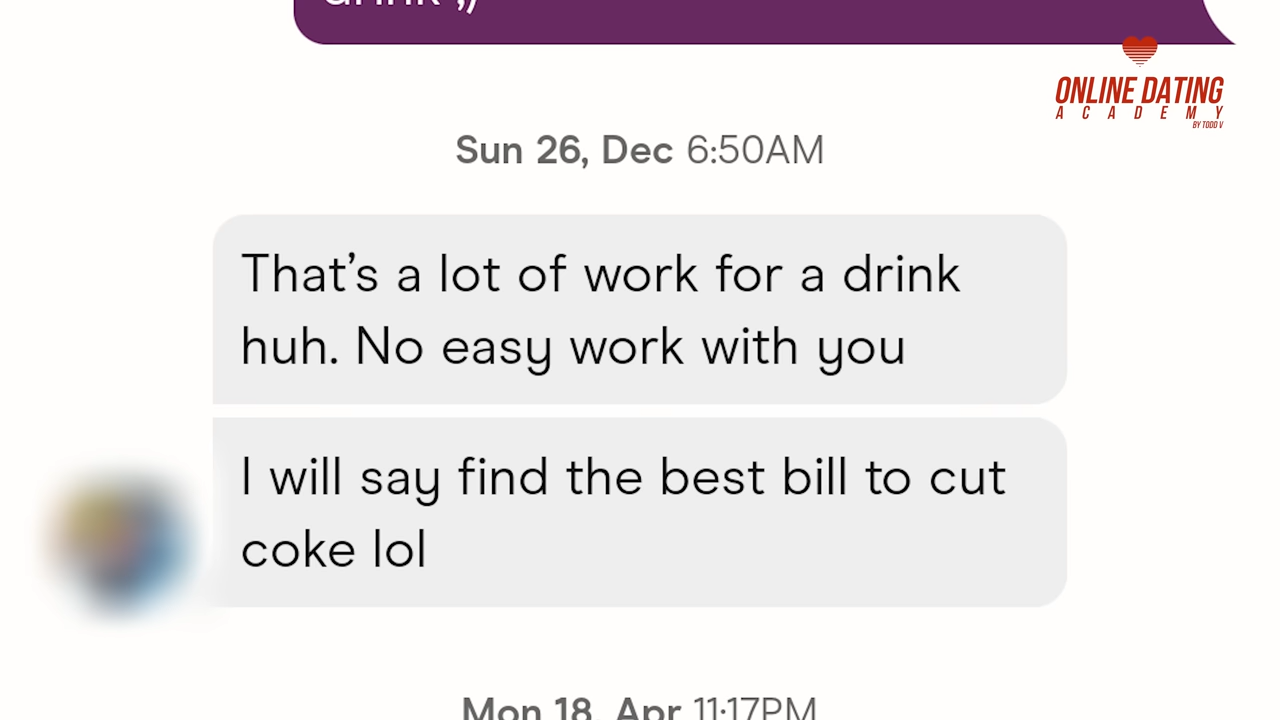 drink ;)
ONLINE DATING
ACADEMY
BY TODD V
Sun 26, Dec 6:50AM
That's a lot of work for a drink
huh. No easy work with you
I will say find the best bill to cut
coke lol
Mon 18, Apr 11:17PM